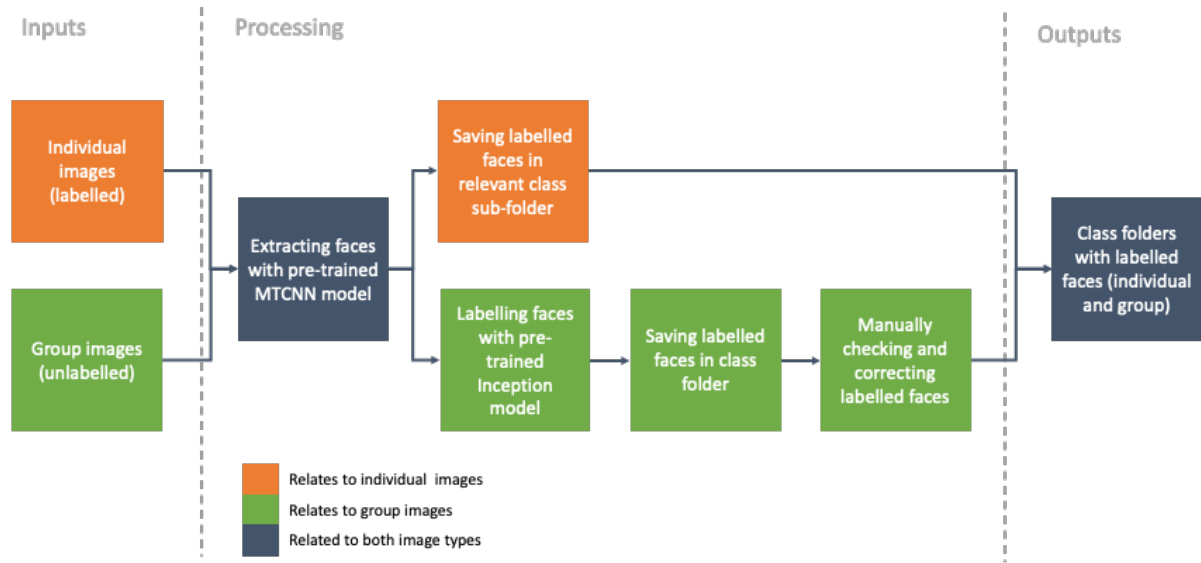 Inputs
Processing
Outputs
Individual
images
(labelled)
Saving labelled
faces in
relevant class
sub-folder
Extracting faces
with pre-trained
MTCNN model
Class folders
with labelled
faces (individual
and group)
Group images
(unlabelled)
Labelling faces
with pre-
trained
Inception
model
Saving labelled
faces in class
folder
Manually
checking and
correcting
labelled faces
Relates to individual  images
Relates to group images
Related to both image types